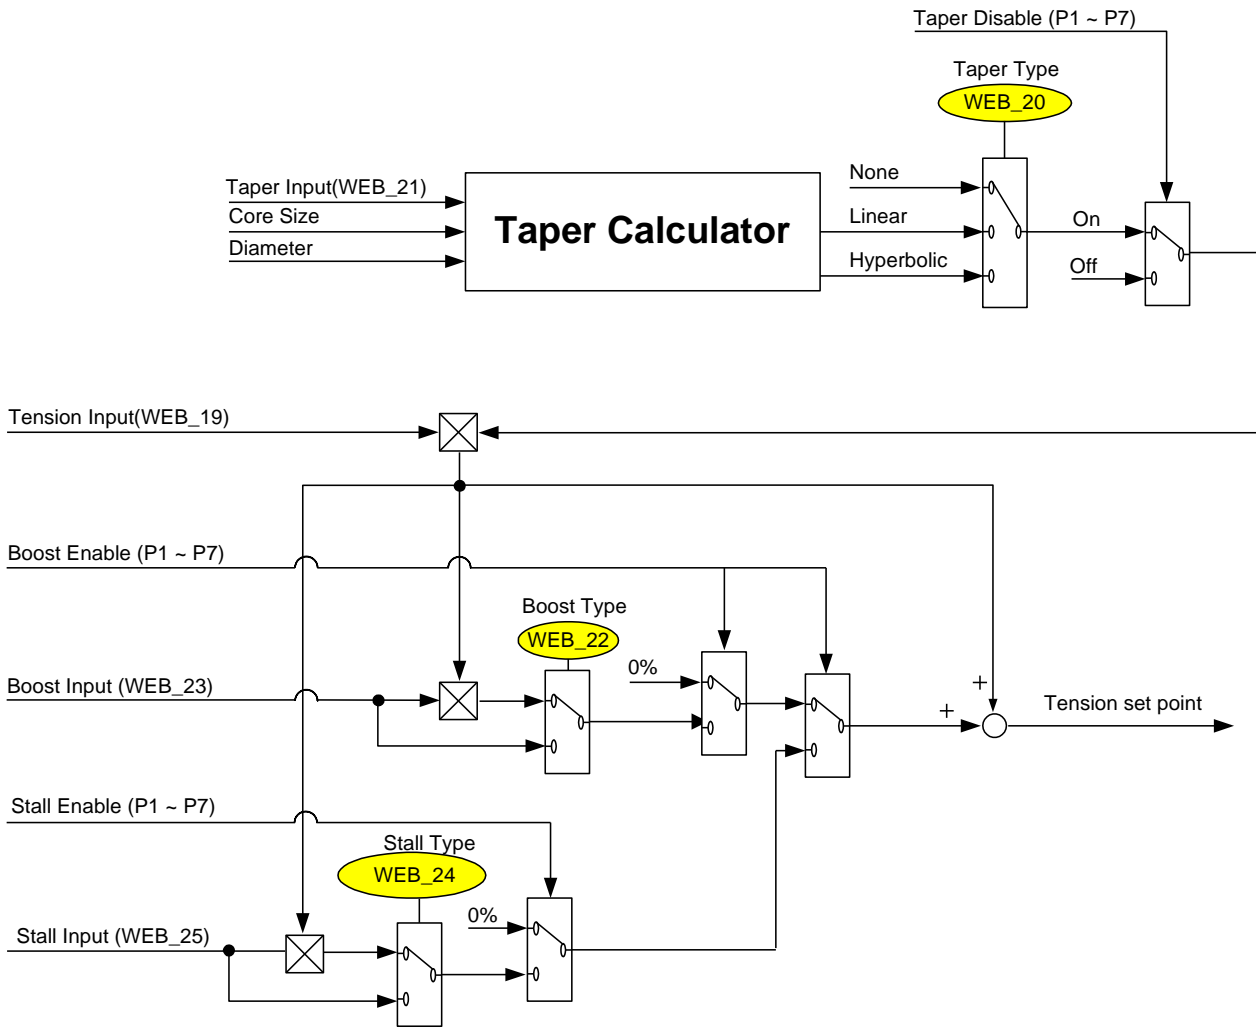 Taper Disable (P1 ~ P7)
Taper Type
WEB_20
Taper Input(WEB_21)
None
Core Size
Taper Calculator
Linear
On
Diameter
Hyperbolic
Off
Tension Input(WEB_19)
Boost Enable (P1 ~ P7)
Boost Type
WEB_22
0%
Boost Input (WEB_23)
+
+
Tension set point
Stall Enable (P1 ~ P7)
Stall Type
WEB_24
0%
Stall Input (WEB_25)